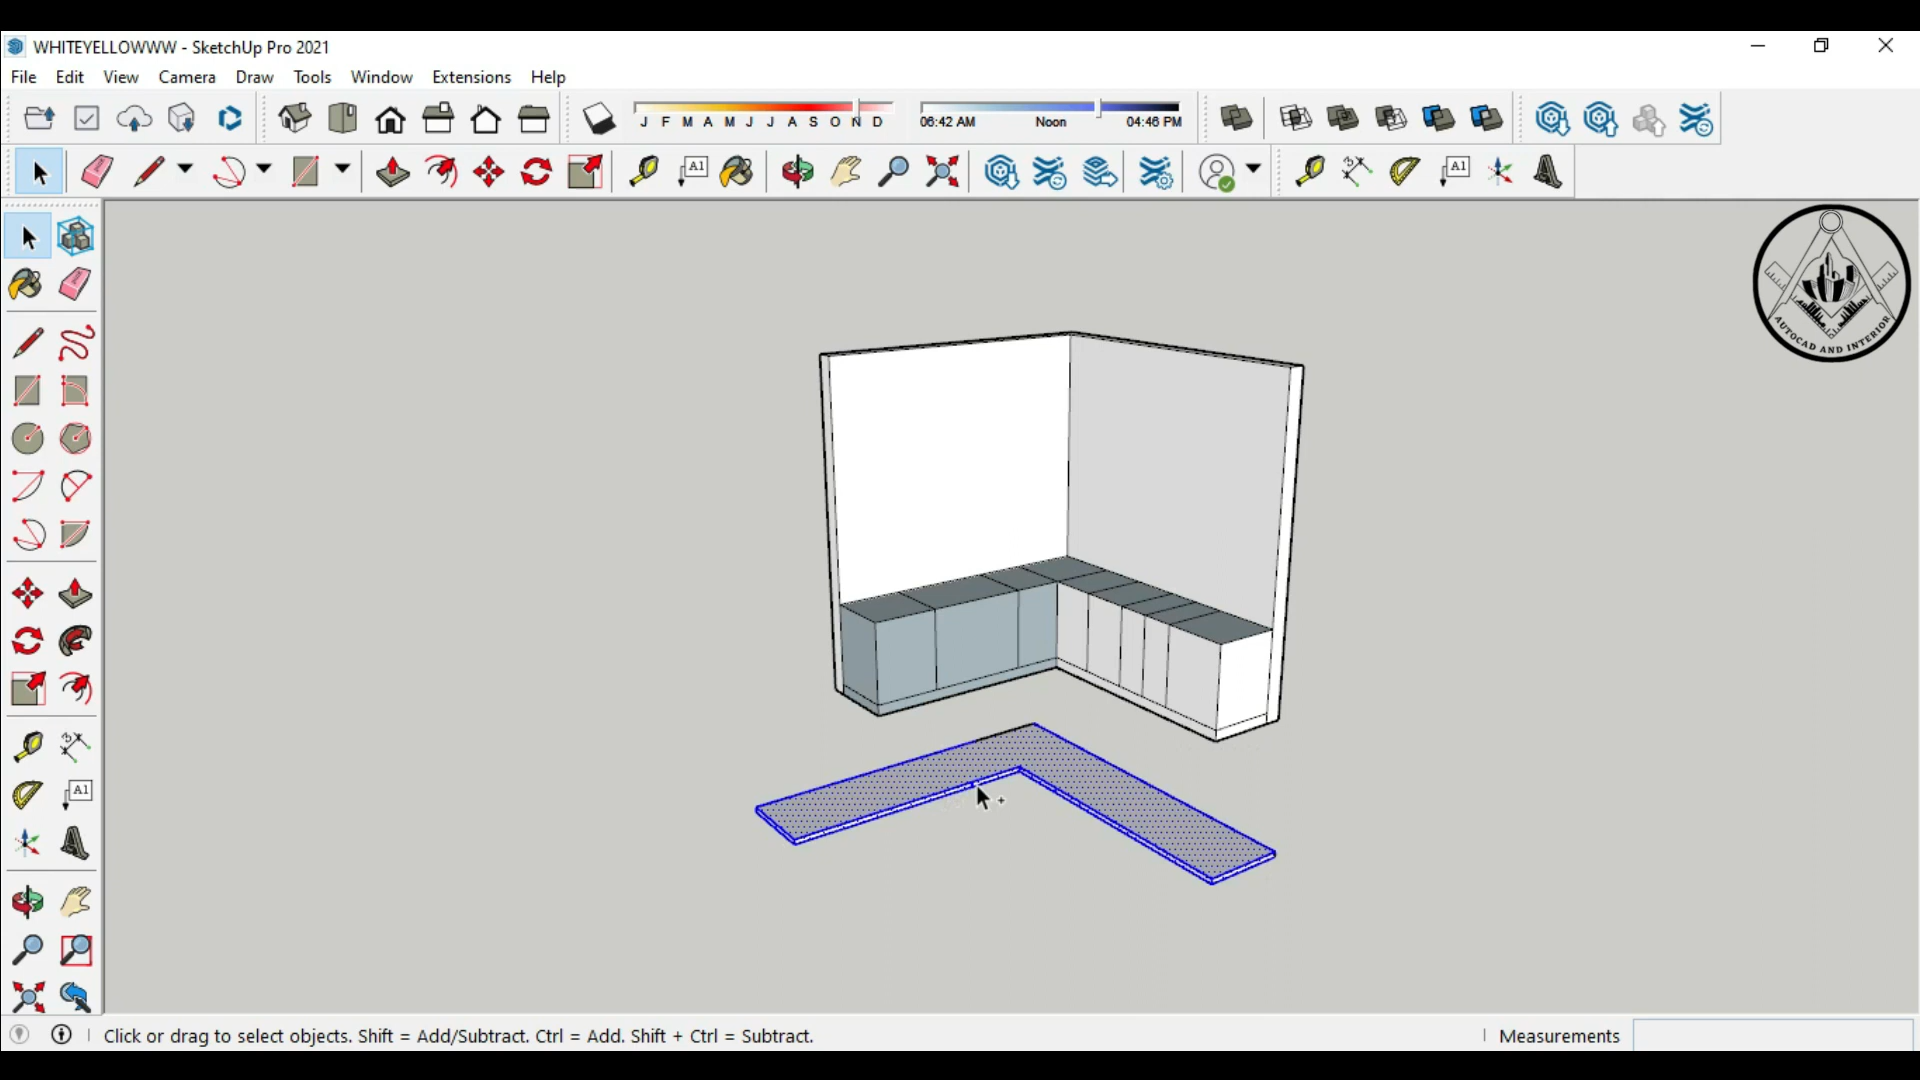 WHITEYELLOWWW - SketchUp Pro 2021
File Edit View Camera Draw Tools Window Extensions Help
J F M A M J J A S O N D
06:42 AM Noon 04:46 PM
A1
A1
A1
AUTOCAD AND INTERIOR
Click or drag to select objects. Shift = Add/Subtract. Ctrl = Add. Shift + Ctrl = Subtract.
Measurements